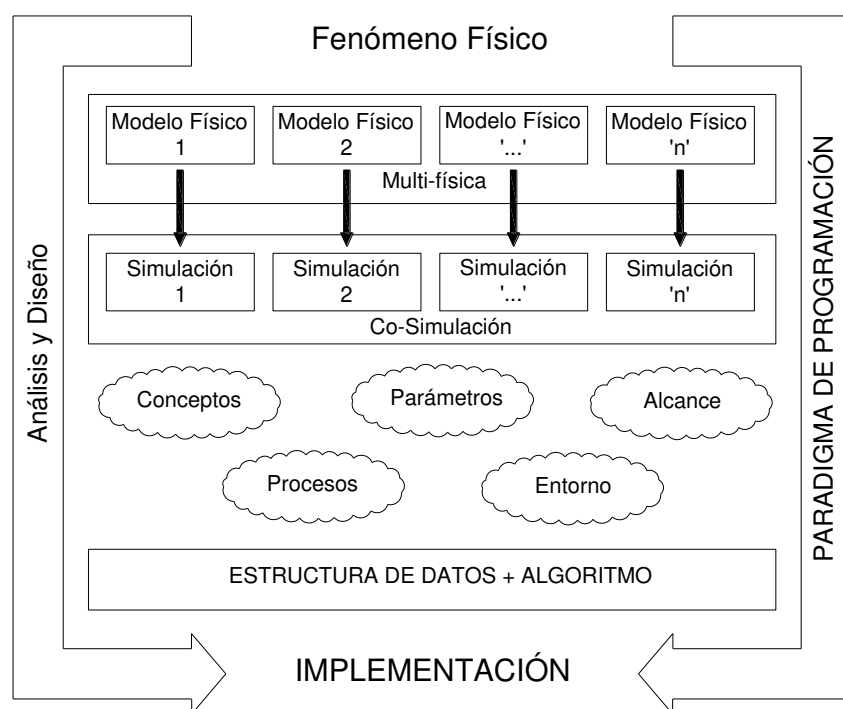 Fenómeno Físico
Modelo Físico
1
Modelo Físico
2
Modelo Físico
'...'
Modelo Físico
'n'
Multi-física
Simulación
1
Simulación
2
Simulación
'...'
Simulación
'n'
Co-Simulación
Análisis y Diseño
PARADIGMA DE PROGRAMACIÓN
Conceptos
Parámetros
Alcance
Procesos
Entorno
ESTRUCTURA DE DATOS + ALGORITMO
IMPLEMENTACIÓN